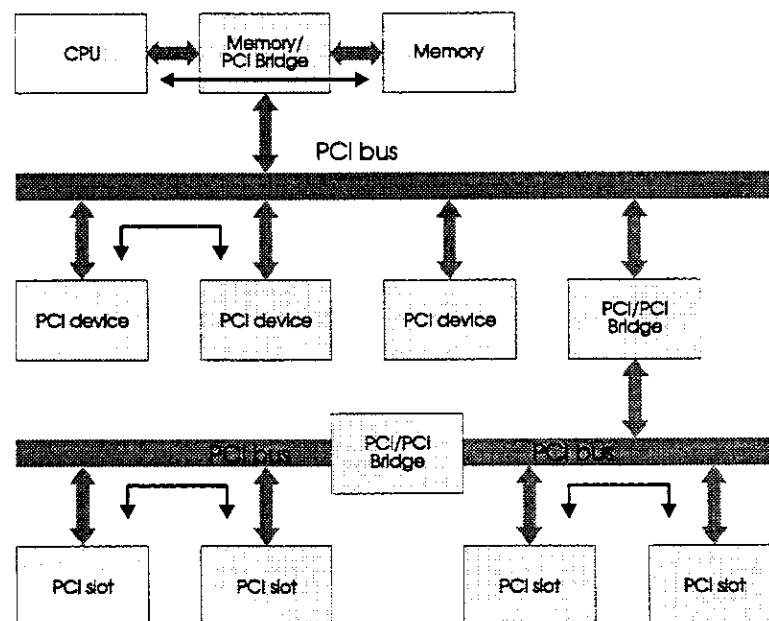 CPU
Memory/
PCI Bridge
Memory
PCI bus
PCI device
PCI device
PCI device
PCI/PCI
Bridge
PCI bus
PCI/PCI
Bridge
PCI bus
PCI slot
PCI slot
PCI slot
PCI slot